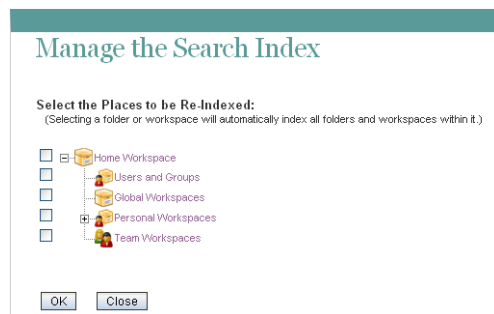 Manage the Search Index
Select the Places to be Re-Indexed:
(Selecting a folder or workspace will automatically index all folders and workspaces within it.)
Home Workspace
Users and Groups
Global Workspaces
Personal Workspaces
Team Workspaces
OK Close